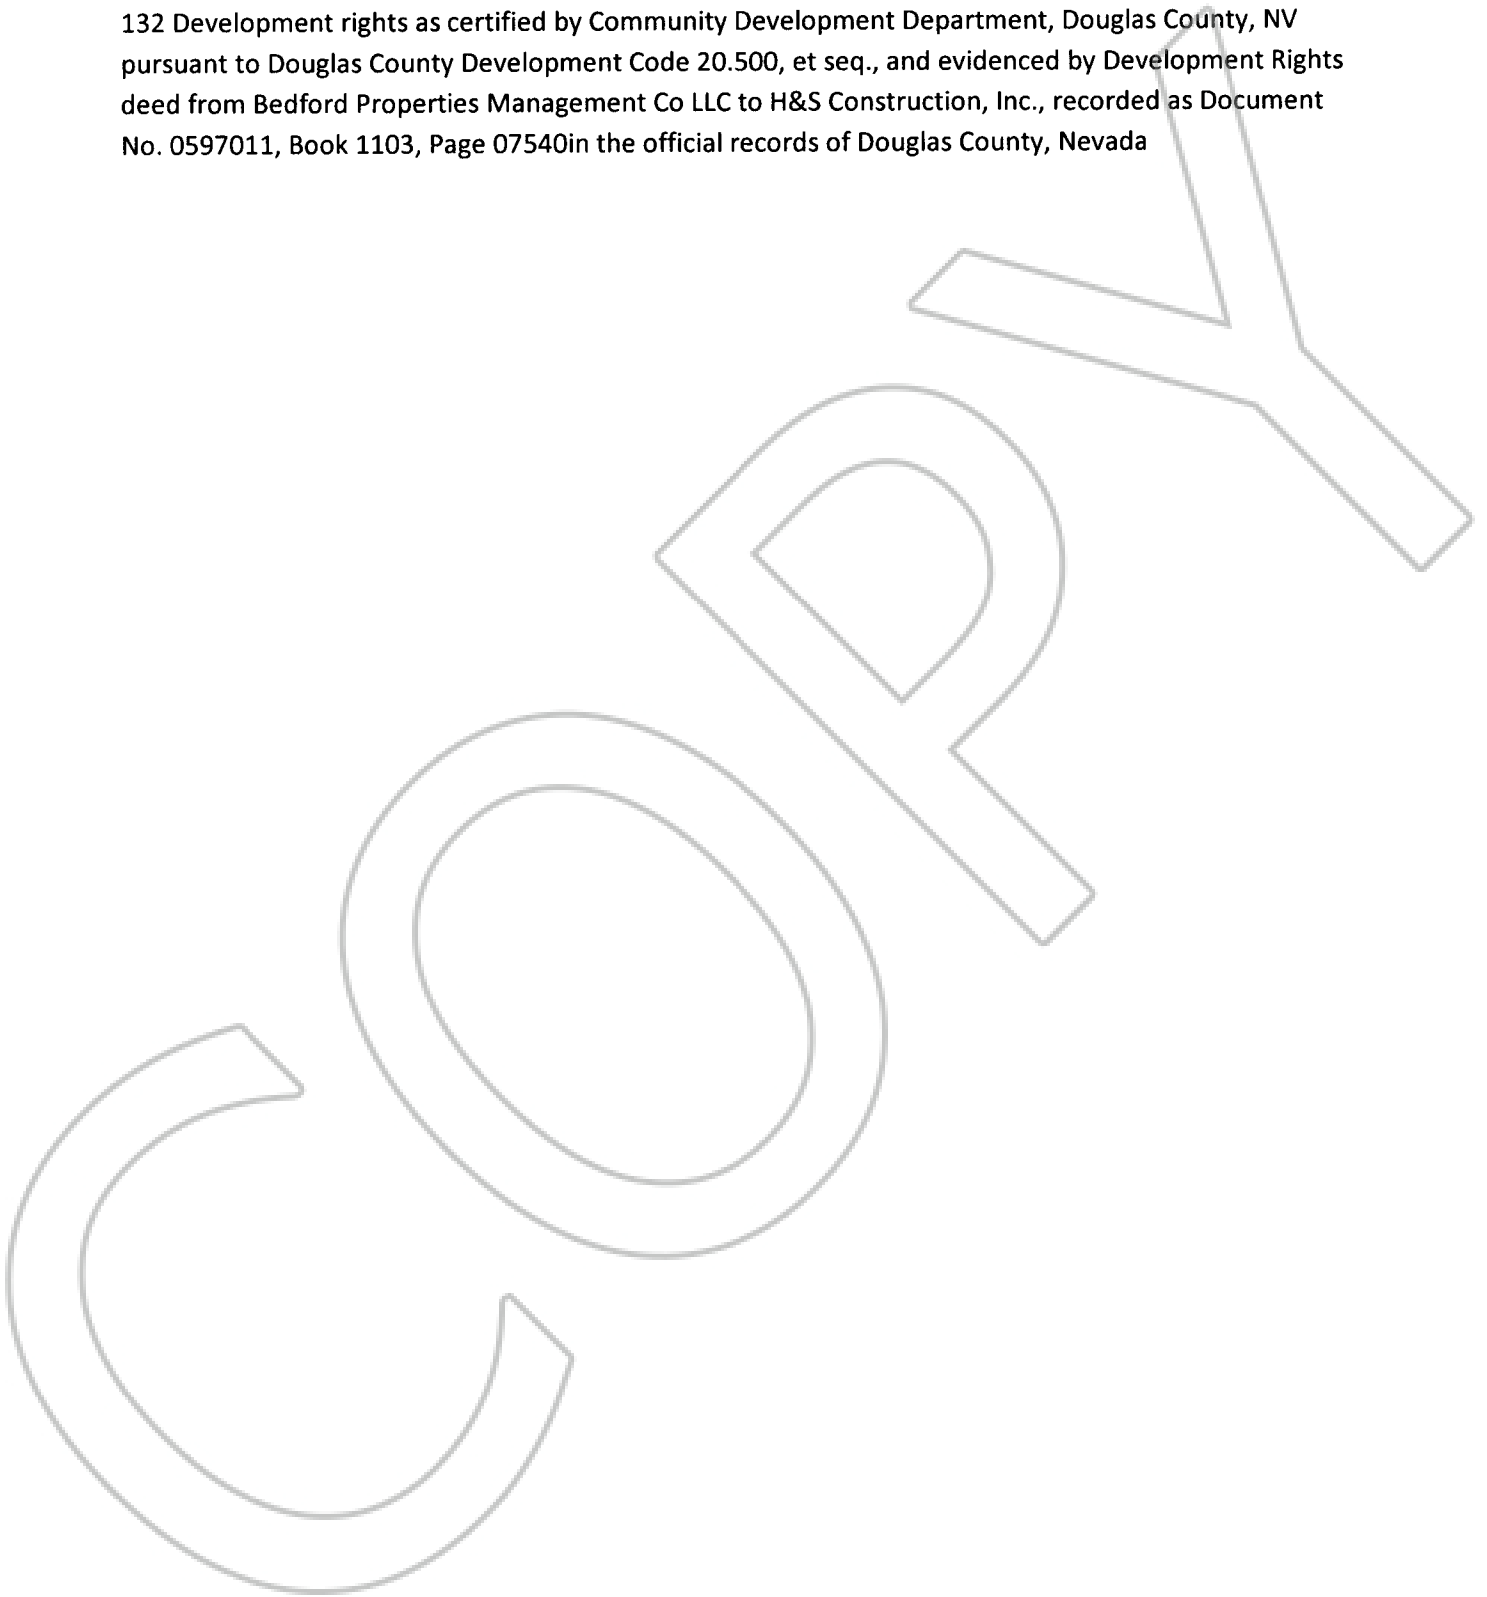 132 Development rights as certified by Community Development Department, Douglas County, NV
pursuant to Douglas County Development Code 20.500, et seq., and evidenced by Development Rights
deed from Bedford Properties Management Co LLC to H&S Construction, Inc., recorded as Document
No. 0597011, Book 1103, Page 07540in the official records of Douglas County, Nevada
COPY